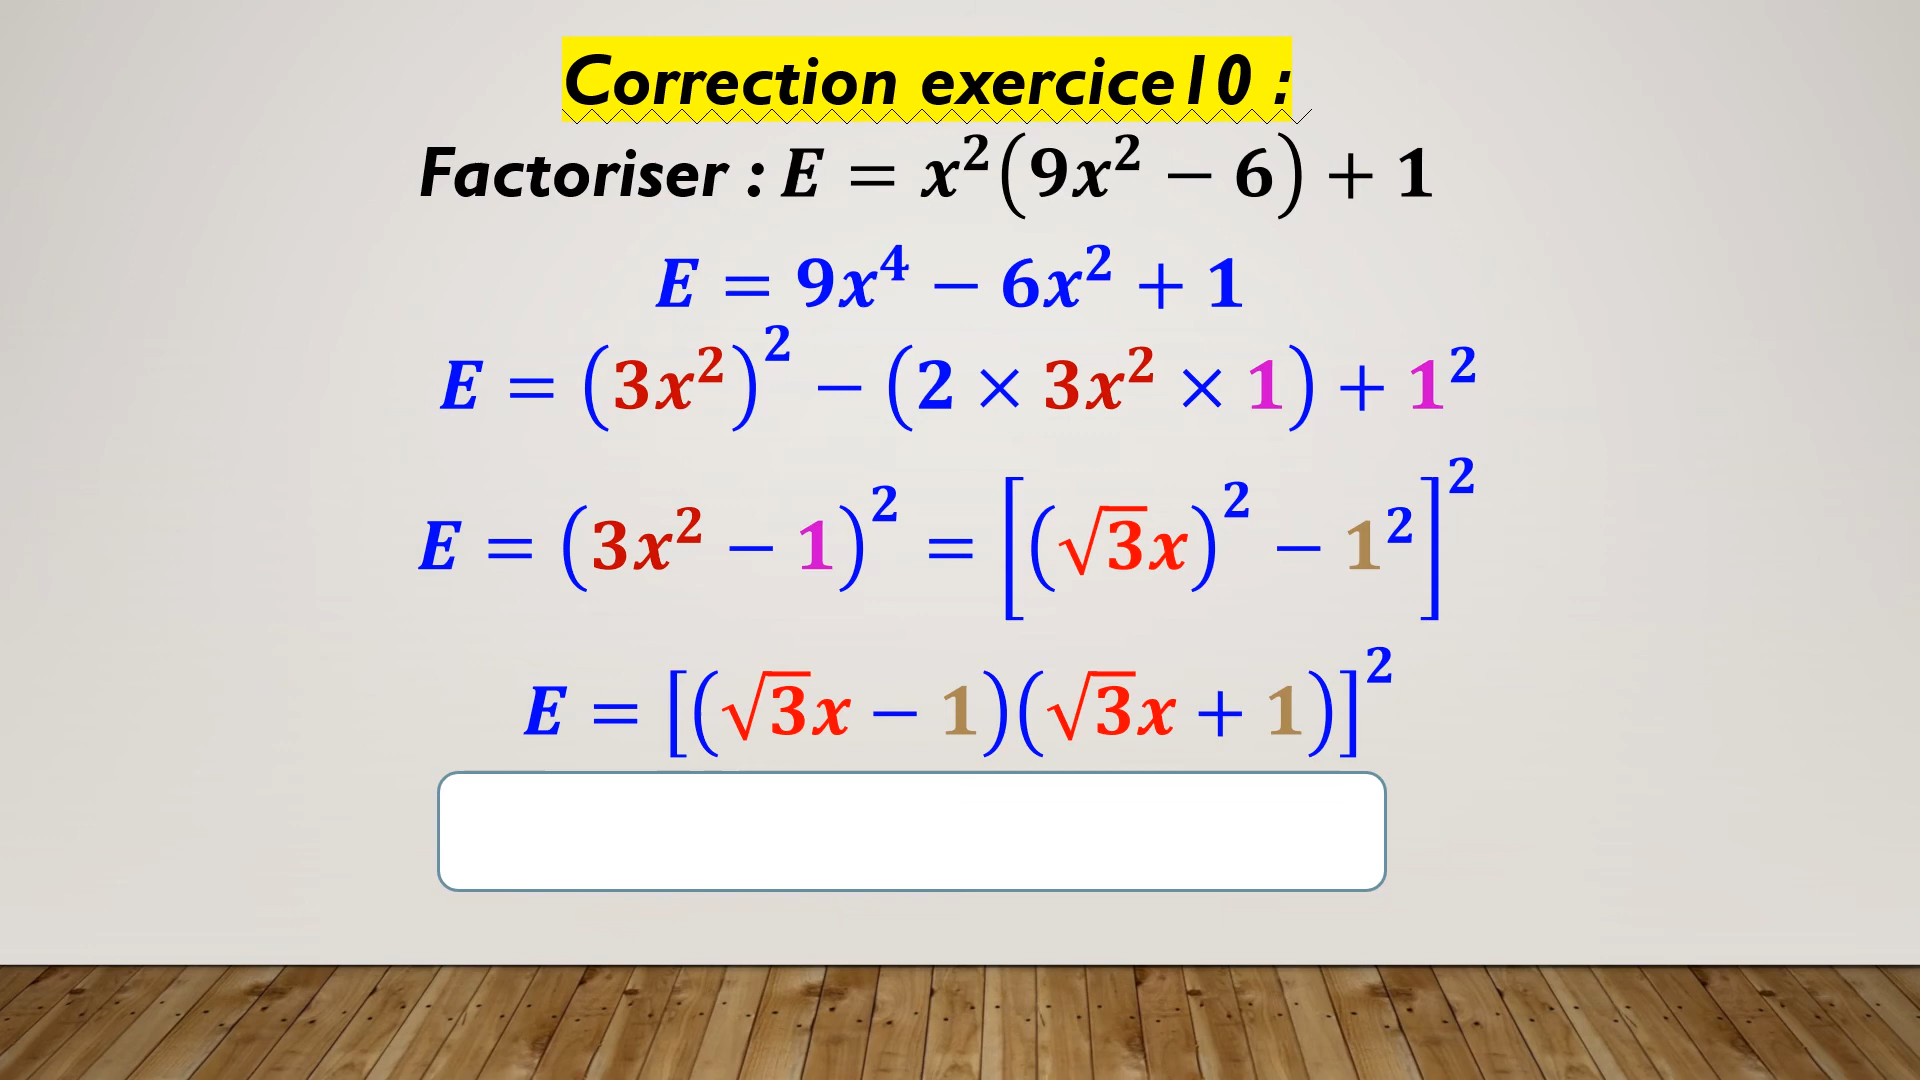 Correction exercice10 :
Factoriser : E = x²(9x² − 6) + 1
E = 9x⁴ − 6x² + 1
E = (3x²)² − (2 × 3x² × 1) + 1²
E = (3x² − 1)² = [(√3x)² − 1²]²
E = [(√3x − 1)(√3x + 1)]²